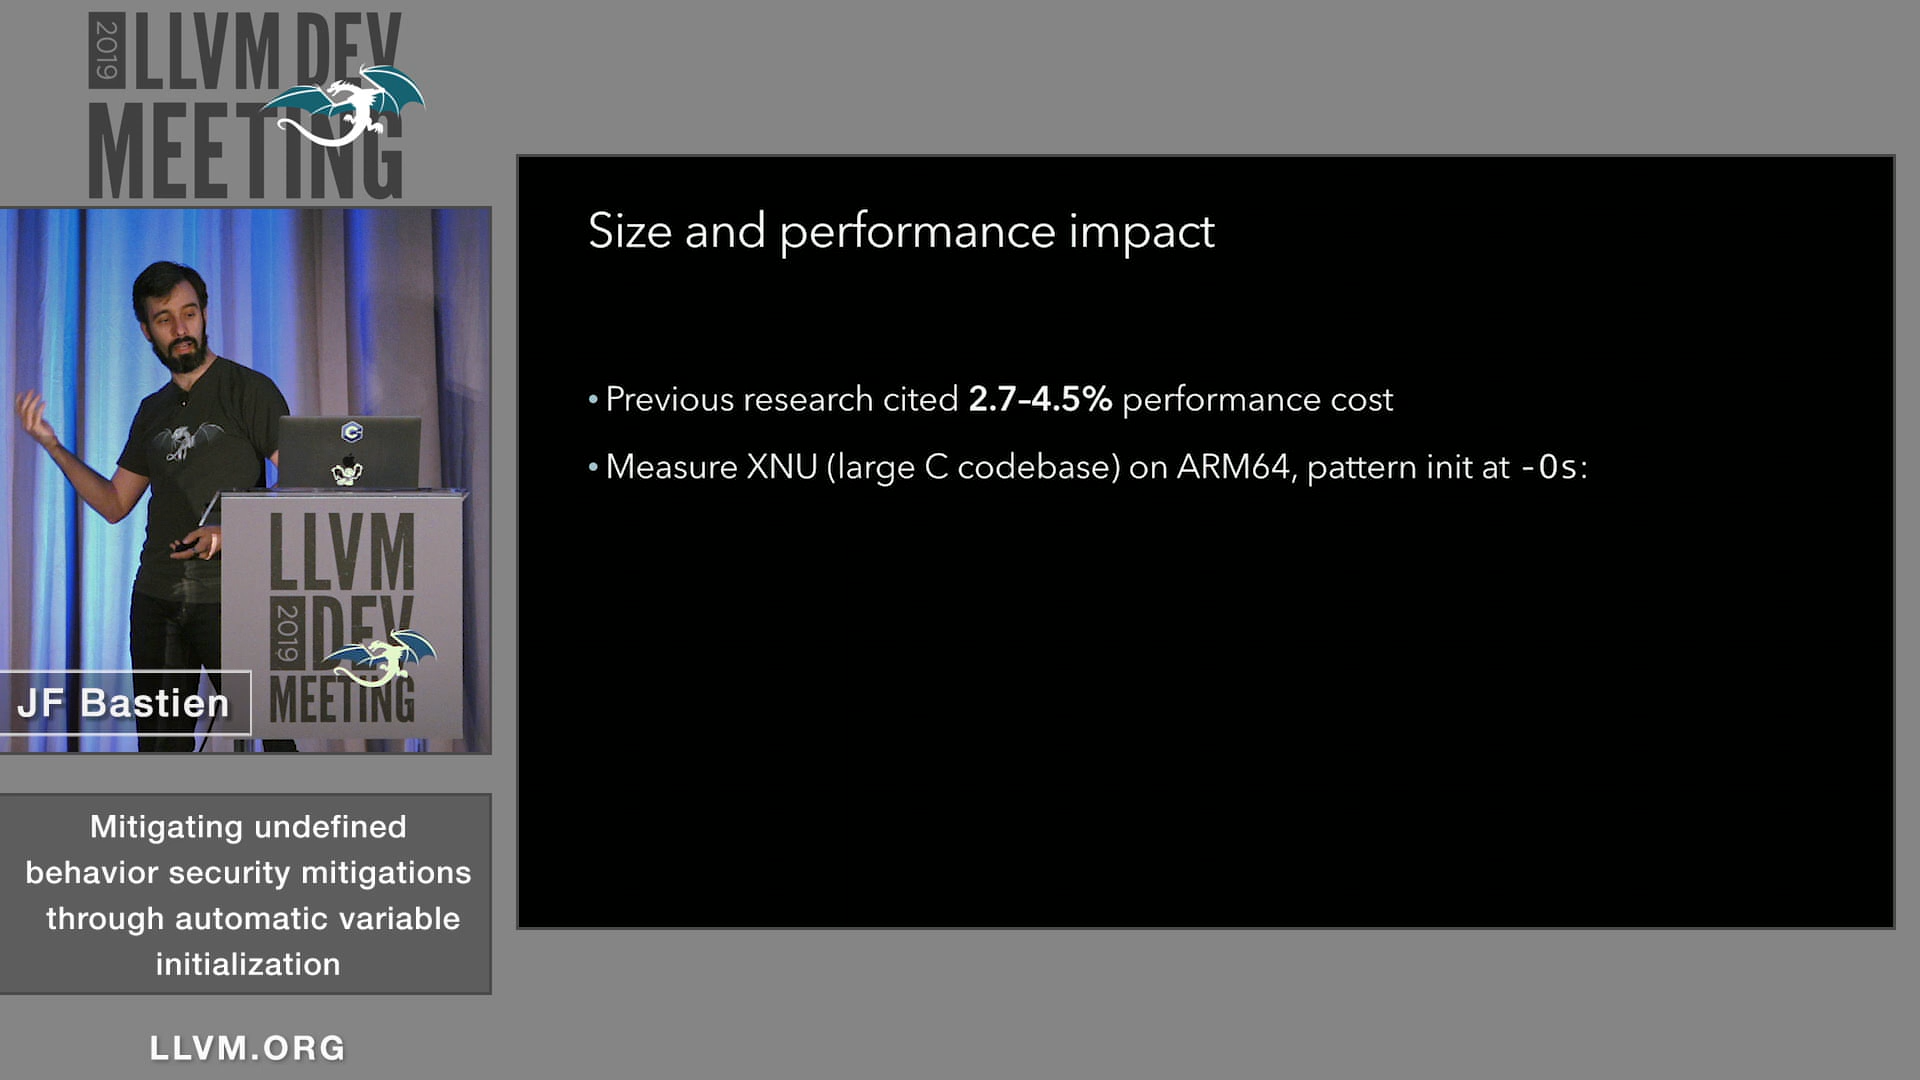 2019
LLVM DEV
MEETING
Size and performance impact
• Previous research cited 2.7–4.5% performance cost
• Measure XNU (large C codebase) on ARM64, pattern init at -Os:
LLVM
2019
DEV
MEETING
JF Bastien
Mitigating undefined
behavior security mitigations
through automatic variable
initialization
LLVM.ORG